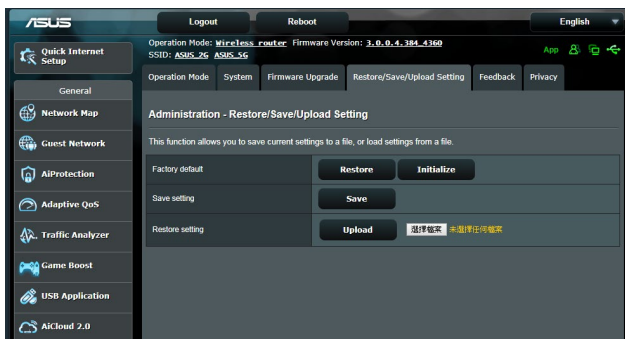 ASUS
Logout
Reboot
English
Quick Internet Setup
Operation Mode: Wireless router Firmware Version: 3.0.0.4.384_4360
SSID: ASUS_2G ASUS_5G
App
Operation Mode
System
Firmware Upgrade
Restore/Save/Upload Setting
Feedback
Privacy
General
Network Map
Guest Network
AiProtection
Adaptive QoS
Traffic Analyzer
Game Boost
USB Application
AiCloud 2.0
Administration - Restore/Save/Upload Setting
This function allows you to save current settings to a file, or load settings from a file.
Factory default
Restore
Initialize
Save setting
Save
Restore setting
Upload
選擇檔案 未選擇任何檔案